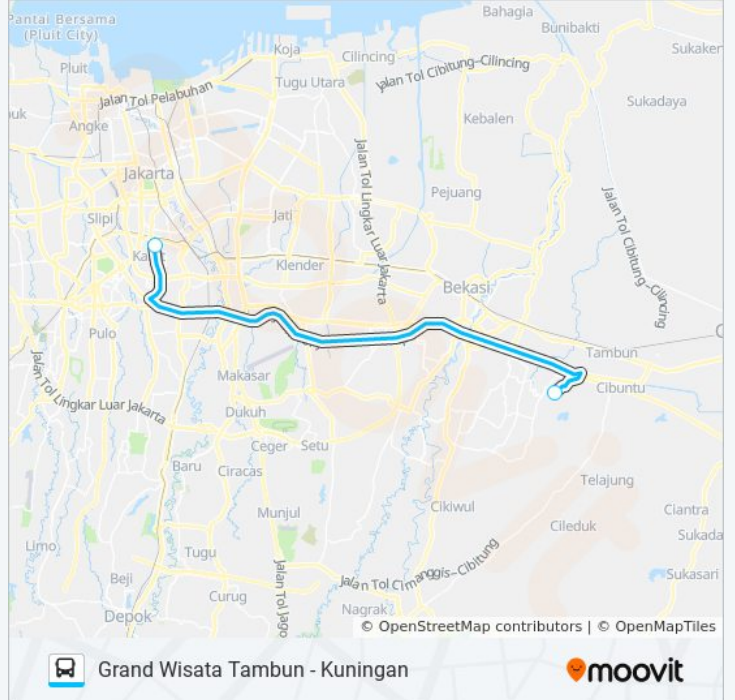 Pantai Bersama
(Pluit City)
Bahagia
Bunibakti
Koja
Cilincing
Sukaker
Pluit
Tugu Utara
Jalan Tol Cibitung-Cilincing
Jalan Tol Pelabuhan
Sukadaya
uk
Angke
Kebalen
Jalan Tol Lingkar Luar Jakarta
Jakarta
Pejuang
Jalan Tol Cibitung-Cilincing
Slipi
Jati
Klender
Bekasi
Pulo
Tambun
Makasar
Cibuntu
Jalan Tol Lingkar Luar Jakarta
Dukuh
Ceger
Setu
Baru
Ciracas
Telajung
Munjul
Cikiwul
Ciantra
Cileduk
Sukada
Limo
Tugu
Jalan Tol Cimanggis-Cibitung
Sukasari
Beji
Jalan Tol Jago
Curug
Nagrak
Depok
© OpenStreetMap contributors | © OpenMapTiles
Grand Wisata Tambun - Kuningan
moovit